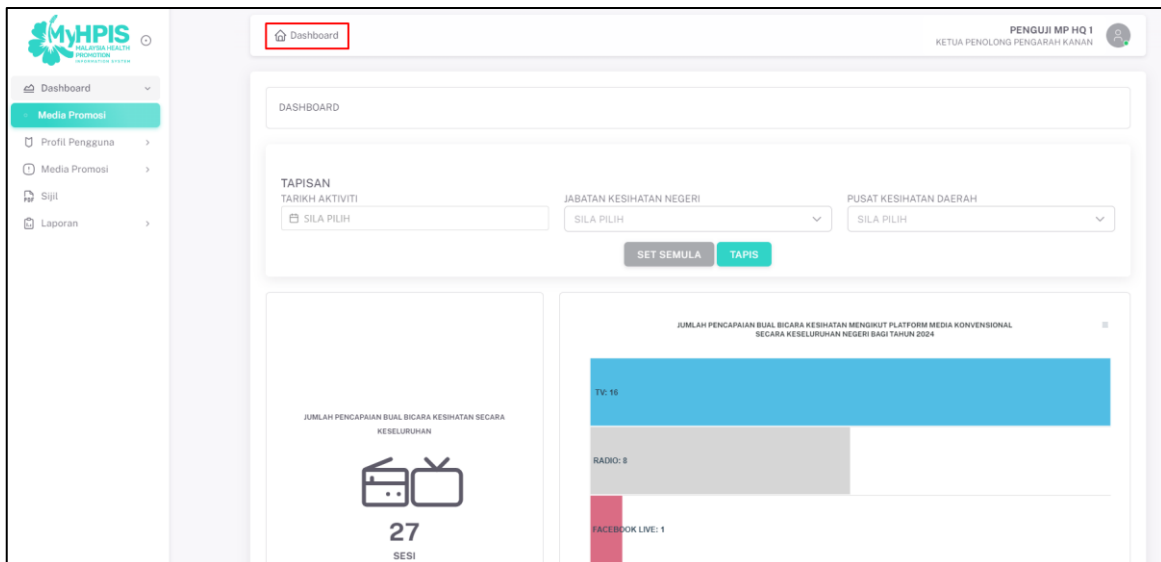 MyHPIS
MALAYSIA HEALTH
PROMOTION
INFORMATION SYSTEM
Dashboard
Media Promosi
Profil Pengguna
Media Promosi
Sijil
Laporan
Dashboard
PENGUJI MP HQ 1
KETUA PENOLONG PENGARAH KANAN
DASHBOARD
TAPISAN
TARIKH AKTIVITI
SILA PILIH
JABATAN KESIHATAN NEGERI
SILA PILIH
PUSAT KESIHATAN DAERAH
SILA PILIH
SET SEMULA
TAPIS
JUMLAH PENCAPAIAN BUAL BICARA KESIHATAN SECARA
KESELURUHAN
27
SESI
JUMLAH PENCAPAIAN BUAL BICARA KESIHATAN MENGIKUT PLATFORM MEDIA KONVENSIONAL
SECARA KESELURUHAN NEGERI BAGI TAHUN 2024
TV: 16
RADIO: 8
FACEBOOK LIVE: 1